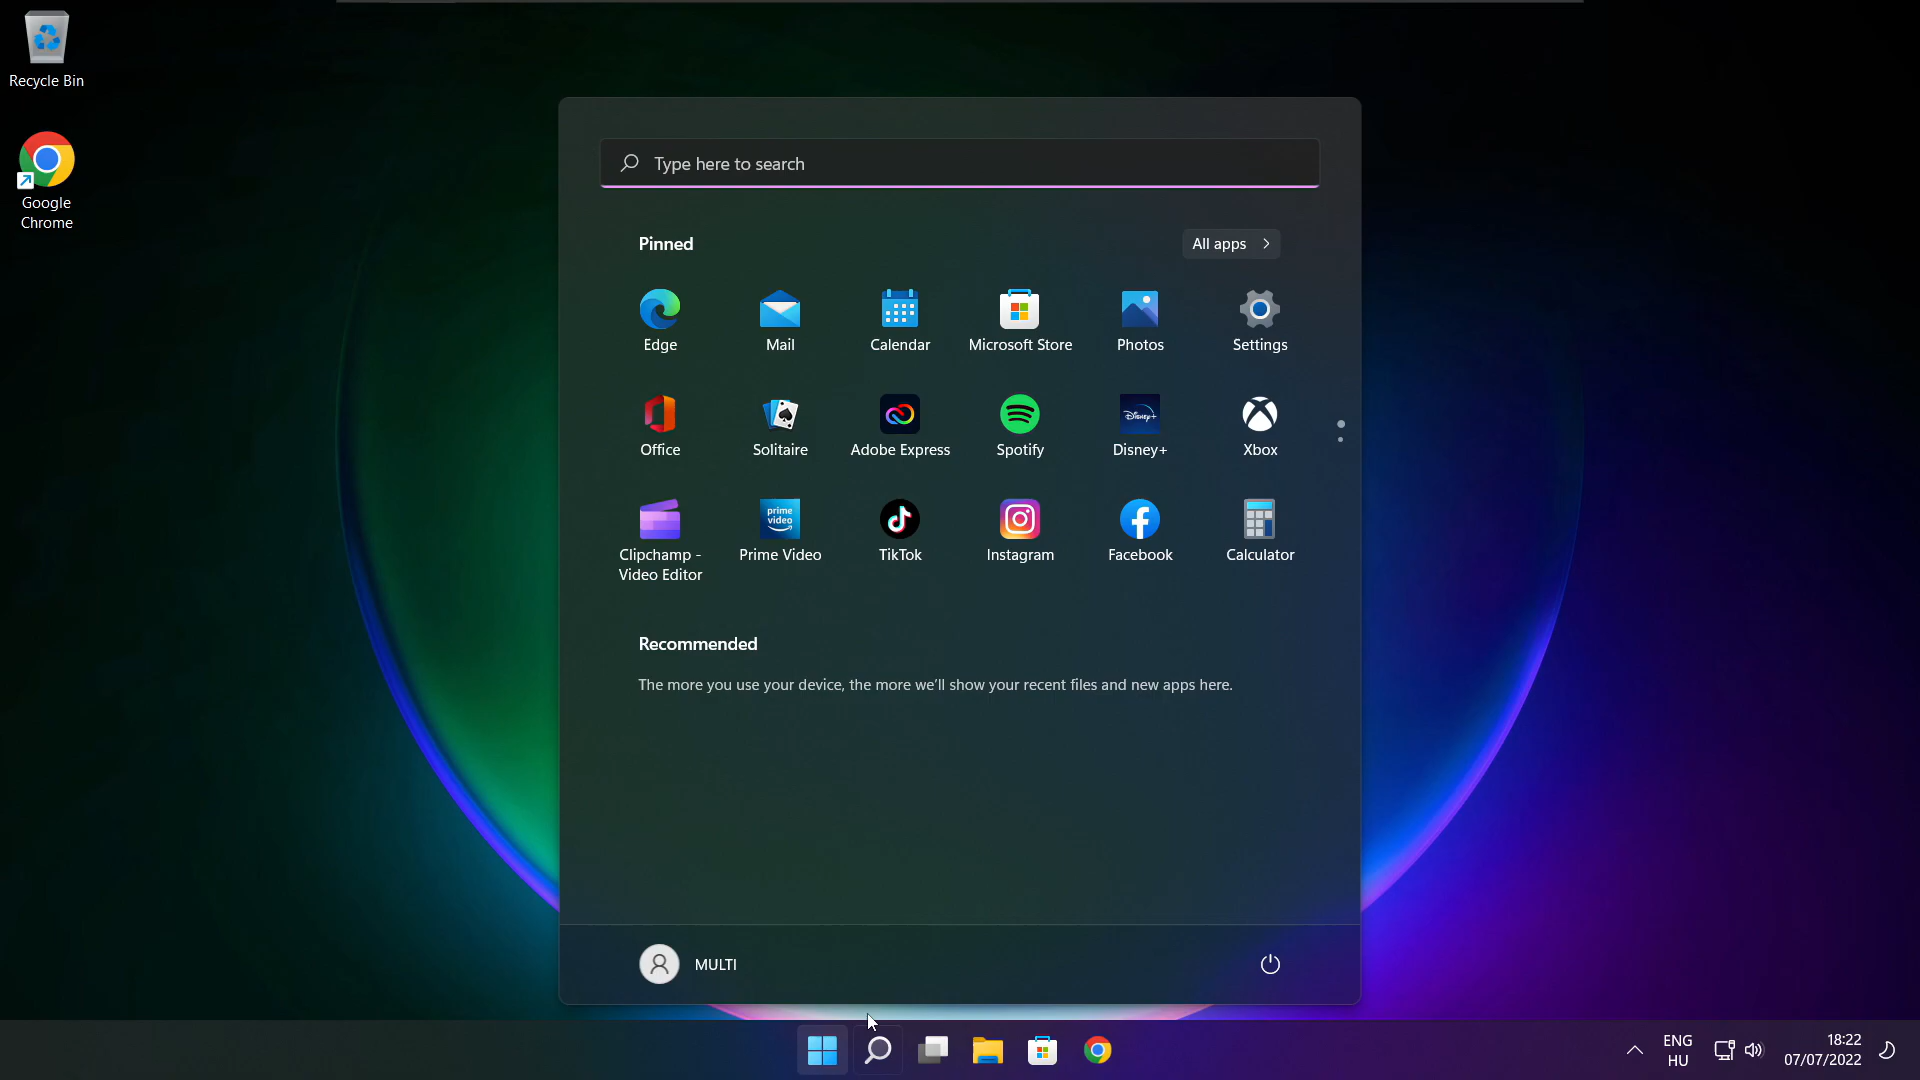 Recycle Bin
Google
Chrome
Type here to search
Pinned
All apps
Edge
Mail
Calendar
Microsoft Store
Photos
Settings
Office
Solitaire
Adobe Express
Disney+
Spotify
Disney+
Xbox
prime
video
Clipchamp -
Video Editor
Prime Video
TikTok
Instagram
Facebook
Calculator
Recommended
The more you use your device, the more we'll show your recent files and new apps here.
MULTI
ENG
HU
18:22
07/07/2022